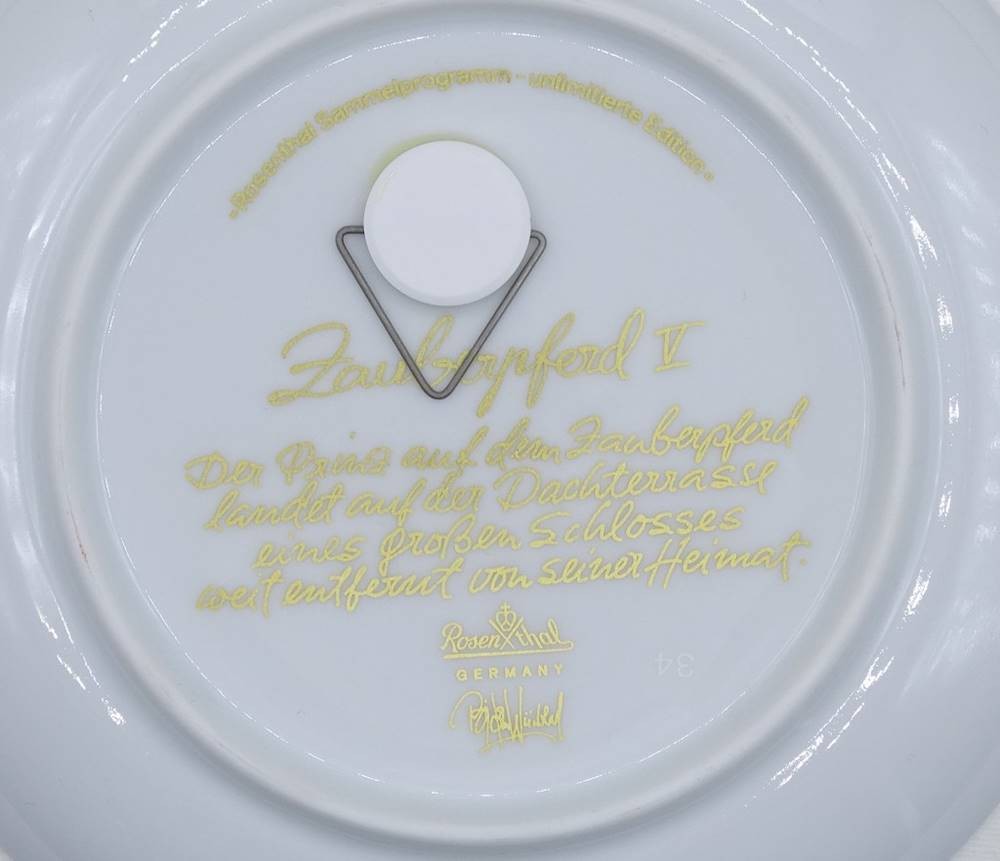 -Rosenthal Sammelprogramm - unlimitierte Edition-
Zauberpferd V
Der Prinz auf dem Zauberpferd
landet auf der Dachterrasse
eines großen Schlosses
weit entfernt von seiner Heimat.
Rosenthal
GERMANY
Bjørn Wiinblad
34